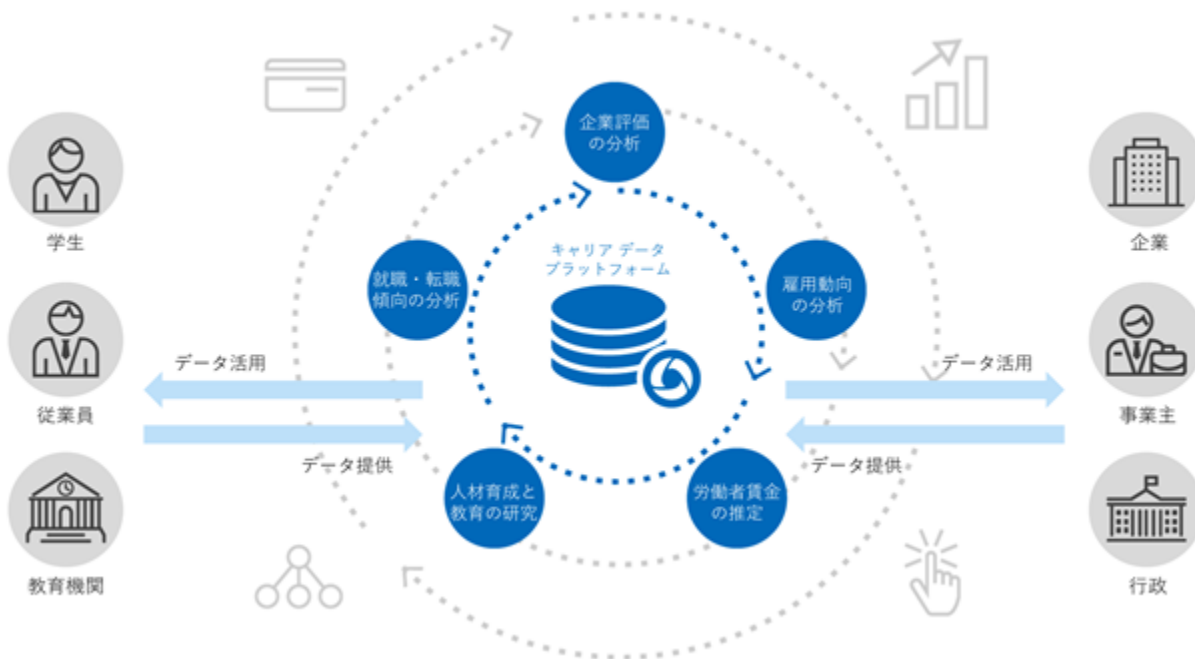 企業評価
の分析
学生
企業
キャリア データ
プラットフォーム
就職・転職
傾向の分析
雇用動向
の分析
データ活用
データ活用
従業員
事業主
データ提供
データ提供
人材育成と
教育の研究
労働者賃金
の推定
教育機関
行政